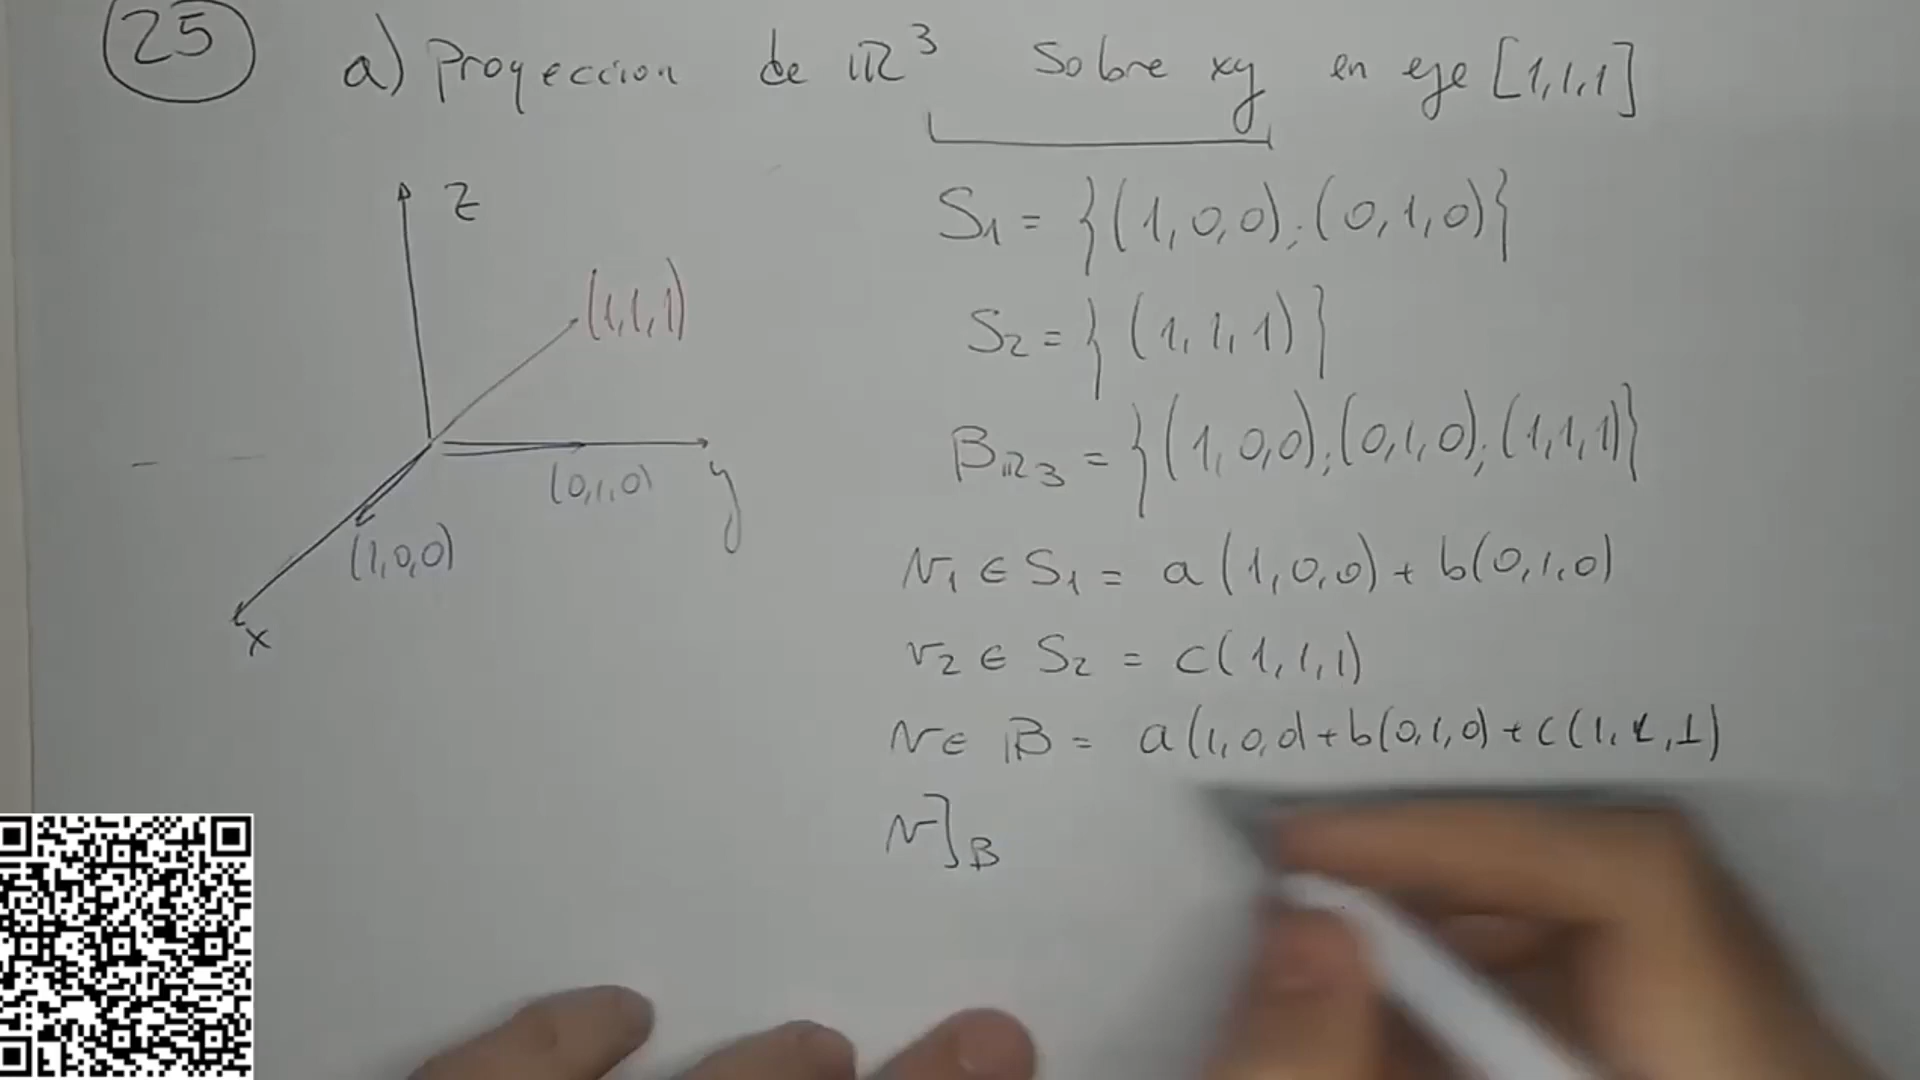 25
a) Proyeccion de ℝ³ sobre xy en eje [1,1,1]
z
(1,1,1)
(0,1,0)
y
(1,0,0)
x
S₁ = {(1,0,0);(0,1,0)}
S₂ = {(1,1,1)}
Bℝ3 = {(1,0,0);(0,1,0);(1,1,1)}
v₁ ∈ S₁ = a(1,0,0) + b(0,1,0)
v₂ ∈ S₂ = c(1,1,1)
v ∈ B = a(1,0,0)+b(0,1,0)+c(1,1,1)
v]B